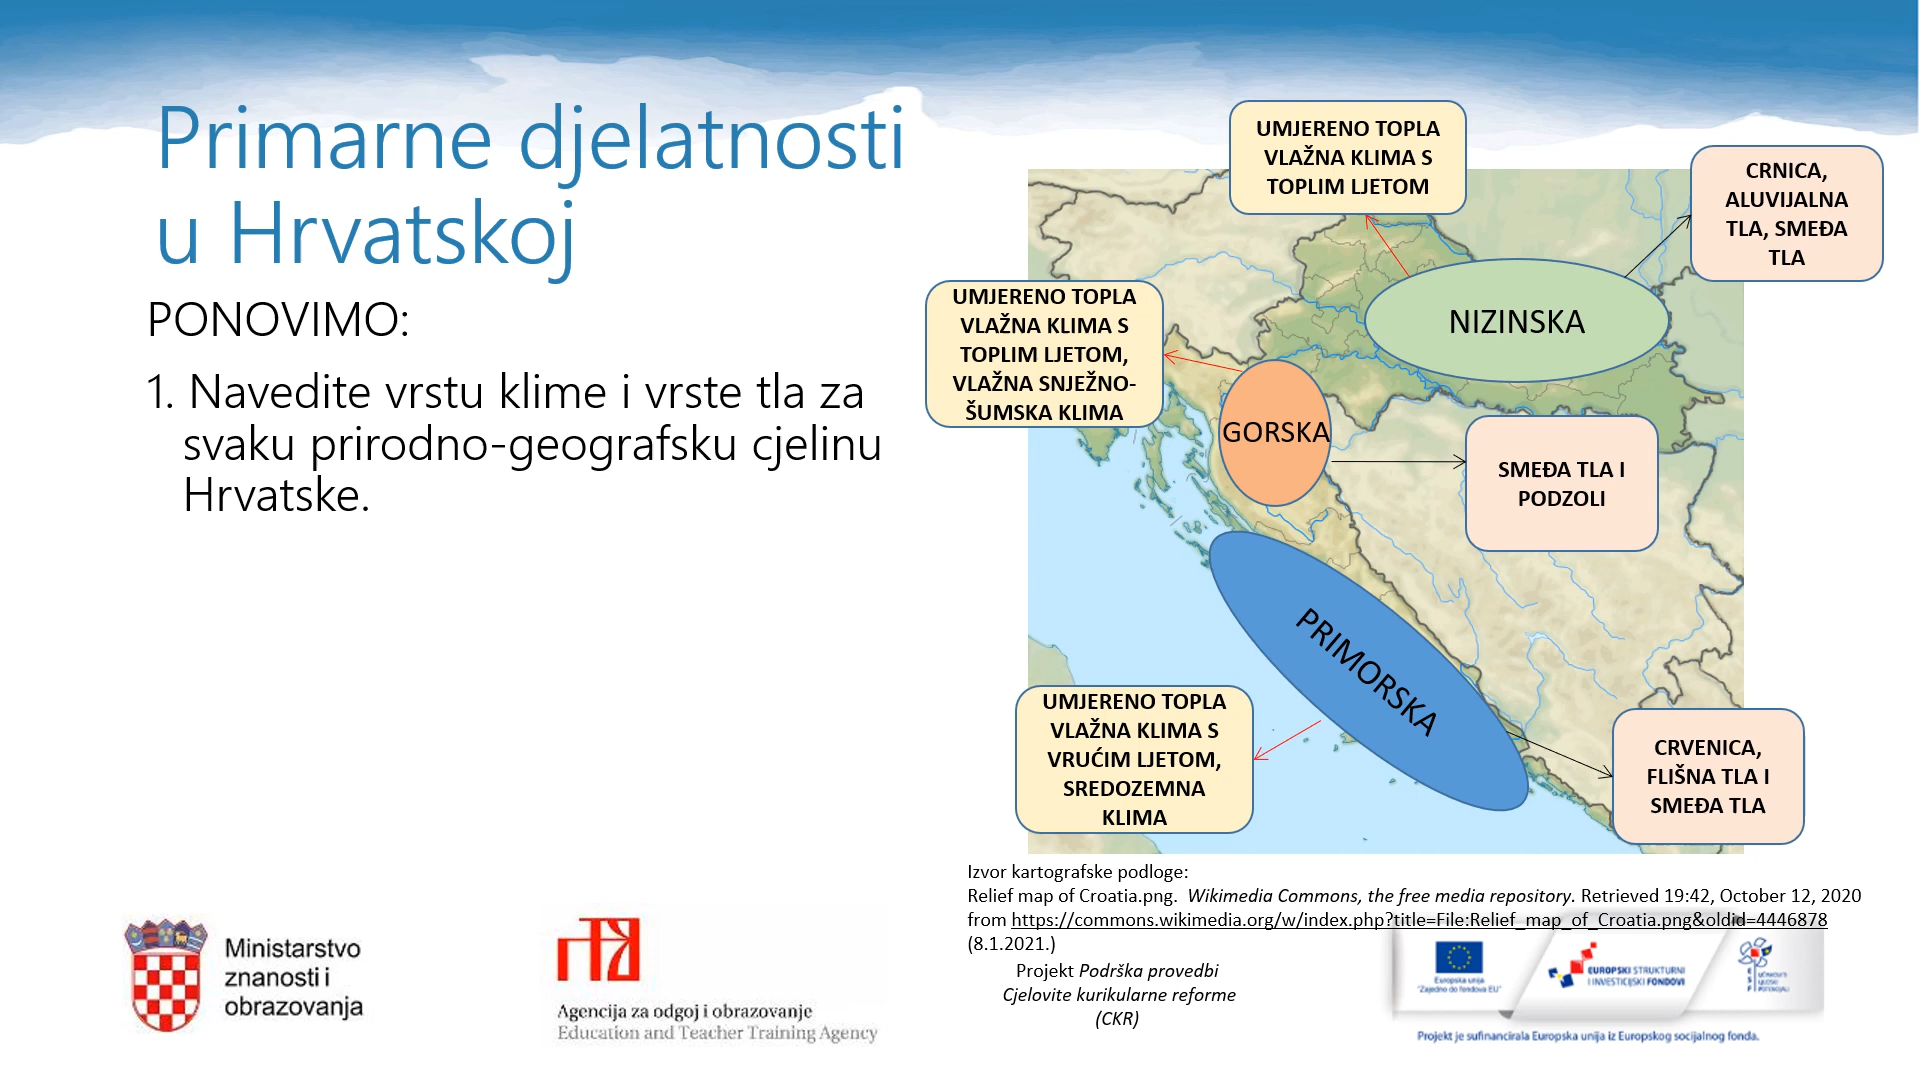 Primarne djelatnosti
u Hrvatskoj
PONOVIMO:
1. Navedite vrstu klime i vrste tla za
svaku prirodno-geografsku cjelinu
Hrvatske.
UMJERENO TOPLA
VLAŽNA KLIMA S
TOPLIM LJETOM
CRNICA,
ALUVIJALNA
TLA, SMEĐA
TLA
NIZINSKA
UMJERENO TOPLA
VLAŽNA KLIMA S
TOPLIM LJETOM,
VLAŽNA SNJEŽNO-
ŠUMSKA KLIMA
GORSKA
SMEĐA TLA I
PODZOLI
PRIMORSKA
UMJERENO TOPLA
VLAŽNA KLIMA S
VRUĆIM LJETOM,
SREDOZEMNA
KLIMA
CRVENICA,
FLIŠNA TLA I
SMEĐA TLA
Izvor kartografske podloge:
Relief map of Croatia.png. Wikimedia Commons, the free media repository. Retrieved 19:42, October 12, 2020
from https://commons.wikimedia.org/w/index.php?title=File:Relief_map_of_Croatia.png&oldid=4446878
(8.1.2021.)
Projekt Podrška provedbi
Cjelovite kurikularne reforme
(CKR)
Ministarstvo
znanosti i
obrazovanja
Agencija za odgoj i obrazovanje
Education and Teacher Training Agency
Europska unija
"Zajedno do fondova EU"
EUROPSKI STRUKTURNI
I INVESTICIJSKI FONDOVI
Projekt je sufinancirala Europska unija iz Europskog socijalnog fonda.